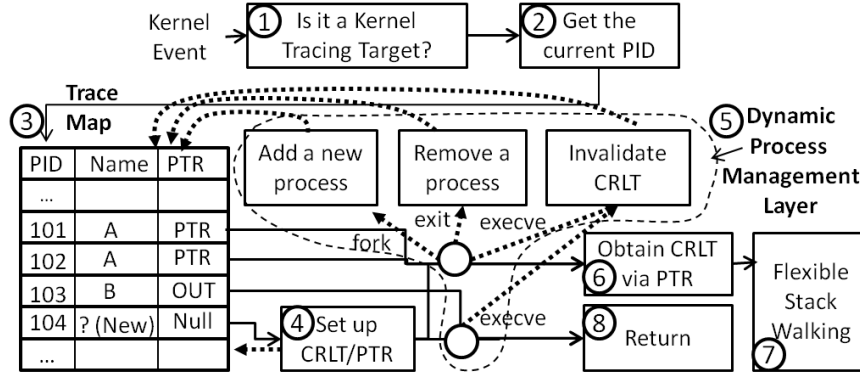 Kernel
Event
1
Is it a Kernel
Tracing Target?
2
Get the
current PID
3
Trace
Map
PID Name PTR
...
101 A PTR
102 A PTR
103 B OUT
104 ? (New) Null
...
Add a new
process
Remove a
process
Invalidate
CRLT
5
Dynamic
Process
Management
Layer
fork
exit
execve
execve
4
Set up
CRLT/PTR
6
Obtain CRLT
via PTR
8
Return
Flexible
Stack
Walking
7